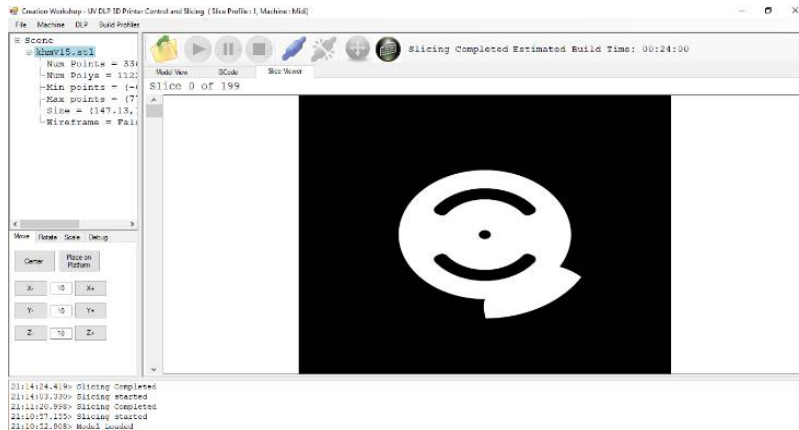 Creation Workshop - UV DLP 3D Printer Control and Slicing ( Slice Profile : 1, Machine : Midi)
File Machine DLP Build Profiles
Scene
khmV15.stl
Num Points = 33
Num Polys = 112
Min points = (-
Max points = (7
Size = (147.13,
Wireframe = Fal
Slicing Completed Estimated Build Time: 00:24:00
Model View GCode Slice Viewer
Slice 0 of 199
Move Rotate Scale Debug
Center Place on Platform
X- 10 X+
Y- 10 Y+
Z- 10 Z+
21:14:24.419> Slicing Completed
21:14:03.330> Slicing started
21:11:20.998> Slicing Completed
21:10:57.155> Slicing started
21:10:52.908> Model Loaded